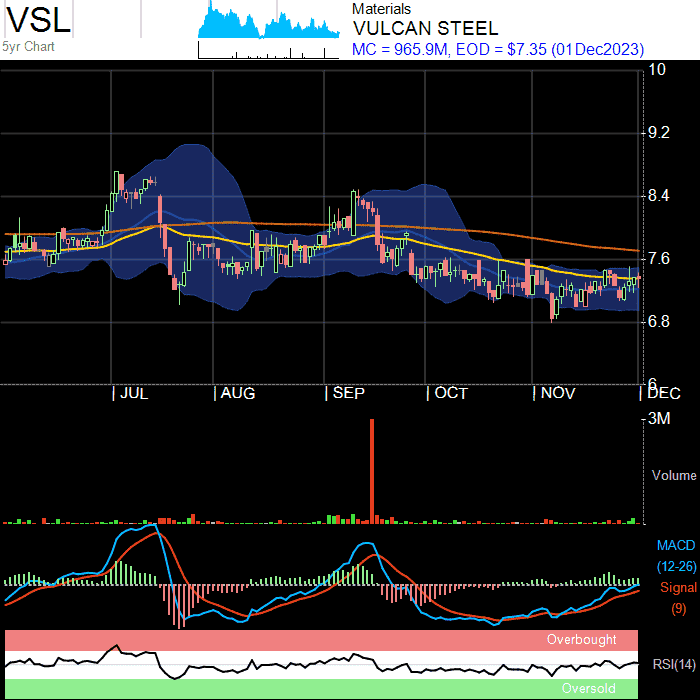 VSL
5yr Chart
Materials
VULCAN STEEL
MC = 965.9M, EOD = $7.35 (01Dec2023)
10
9.2
8.4
7.6
6.8
6
JUL AUG SEP OCT NOV DEC
3M
Volume
MACD
(12-26)
Signal
(9)
Overbought
RSI(14)
Oversold